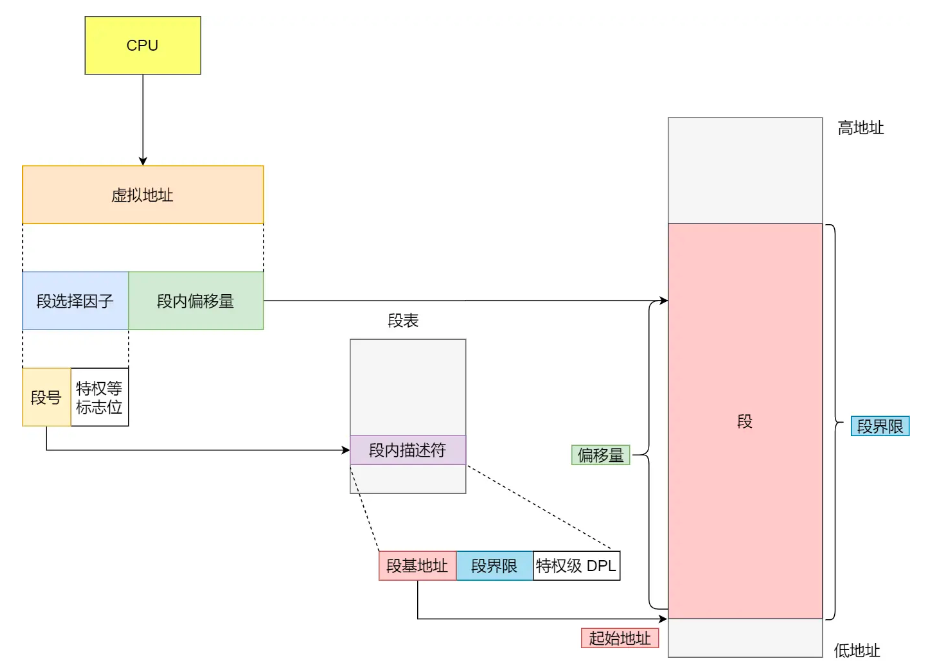 CPU
高地址
虚拟地址
段选择因子
段内偏移量
段表
段号
特权等
标志位
段内描述符
段
段界限
偏移量
段基地址
段界限
特权级 DPL
起始地址
低地址